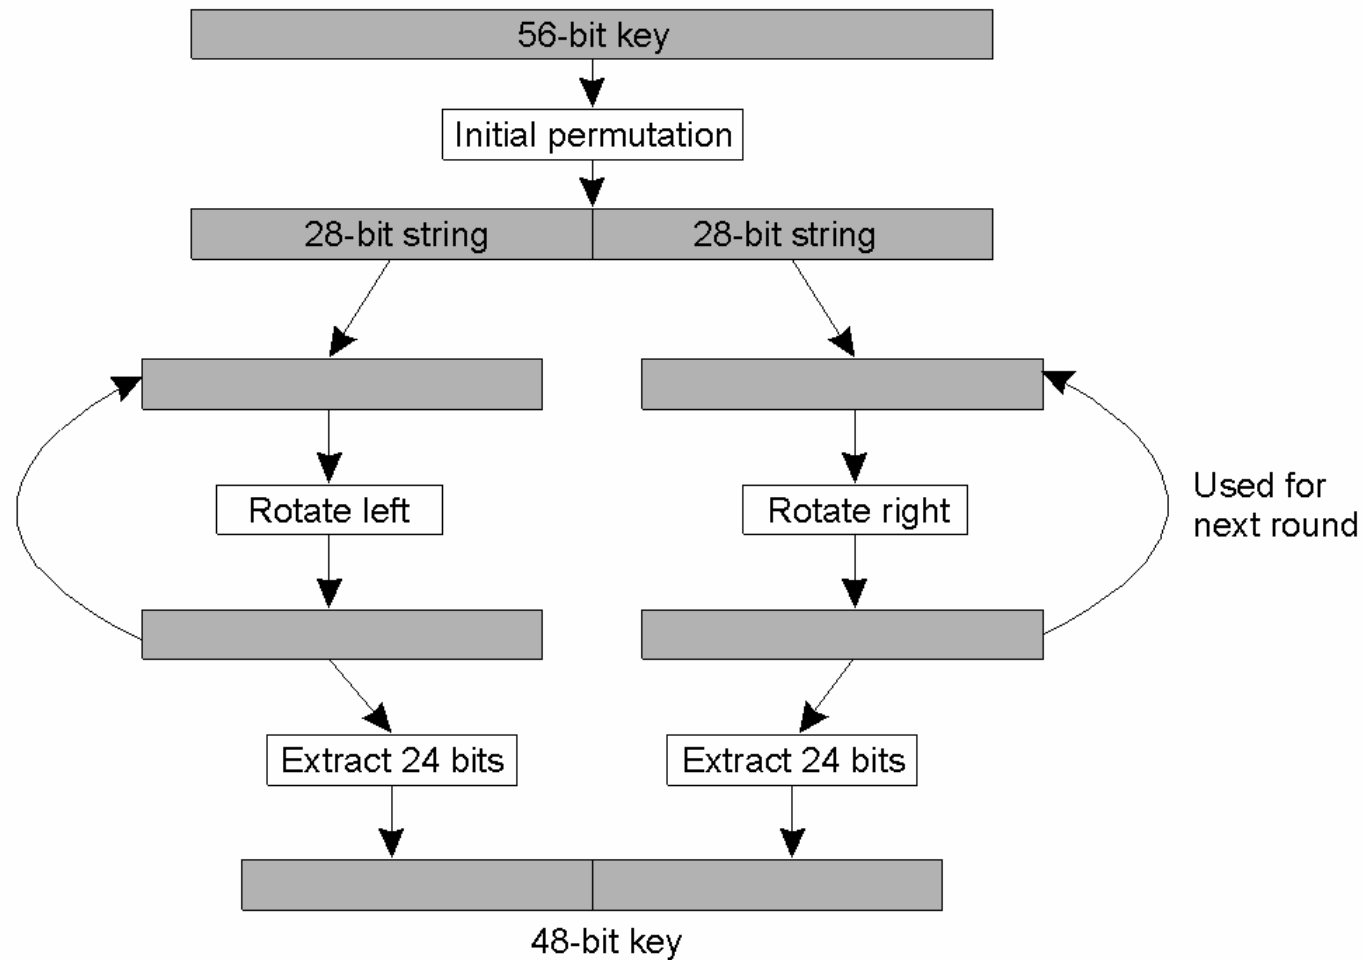 56-bit key
Initial permutation
28-bit string
28-bit string
Rotate left
Rotate right
Used for
next round
Extract 24 bits
Extract 24 bits
48-bit key